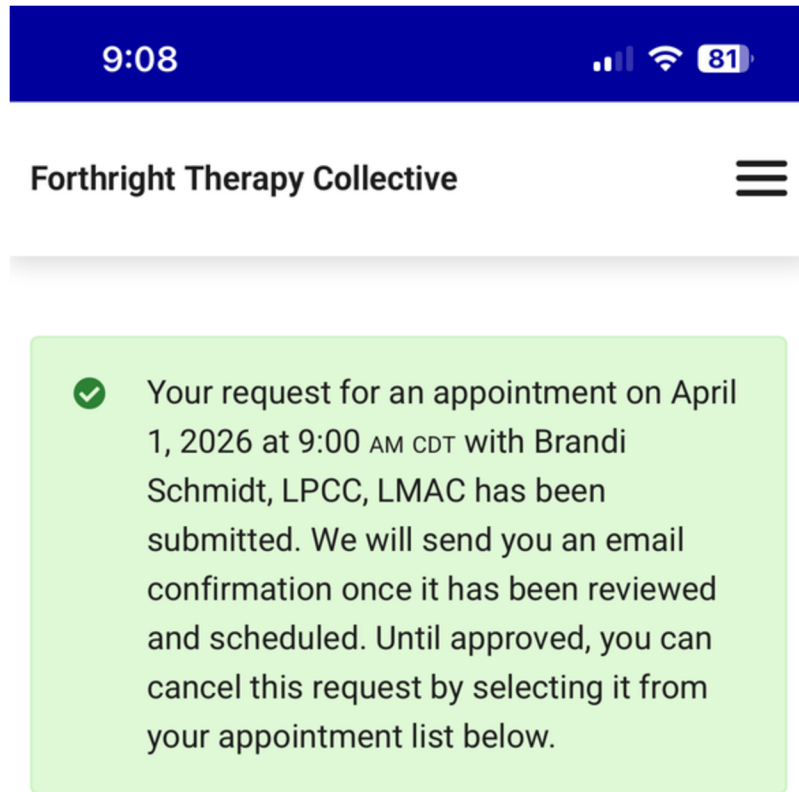 9:08
81
Forthright Therapy Collective
Your request for an appointment on April
1, 2026 at 9:00 AM CDT with Brandi
Schmidt, LPCC, LMAC has been
submitted. We will send you an email
confirmation once it has been reviewed
and scheduled. Until approved, you can
cancel this request by selecting it from
your appointment list below.